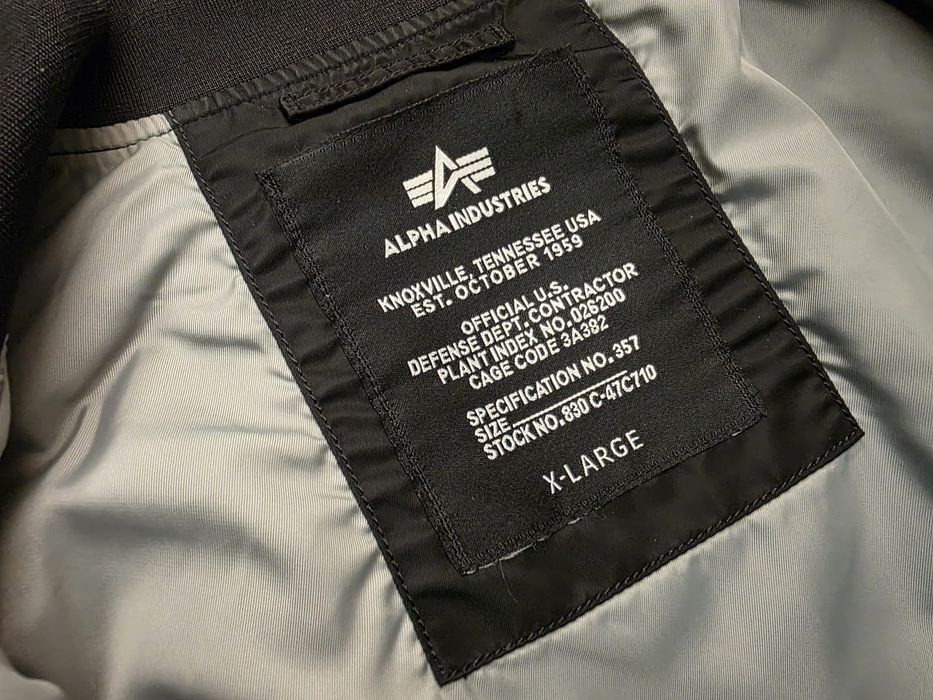 ALPHA INDUSTRIES
KNOXVILLE, TENNESSEE USA
EST. OCTOBER 1959
OFFICIAL U.S.
DEFENSE DEPT. CONTRACTOR
PLANT INDEX NO. 026200
CAGE CODE 3A382
SPECIFICATION NO. 357
SIZE
STOCK NO. 830 C-47C710
X-LARGE